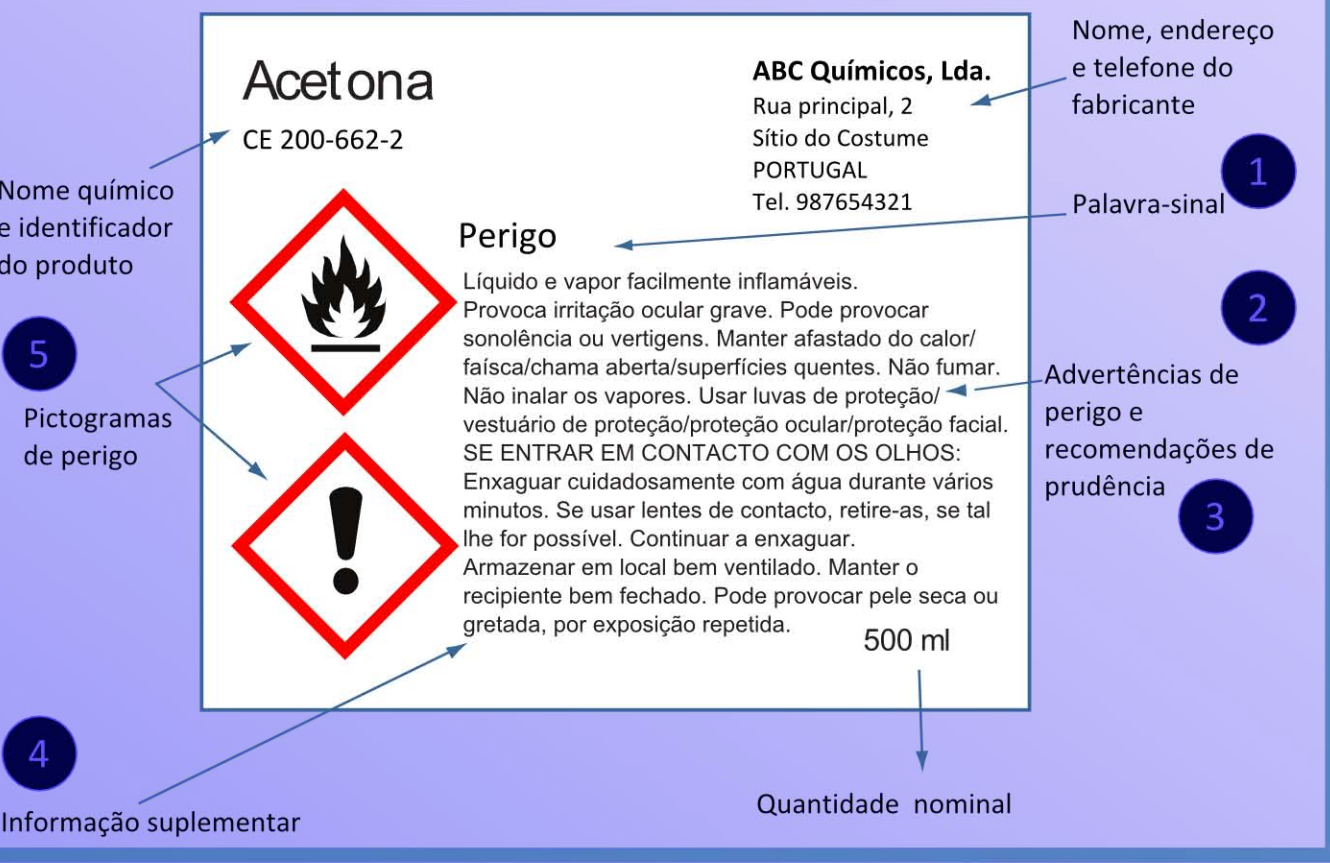 Acetona
CE 200-662-2
ABC Químicos, Lda.
Rua principal, 2
Sítio do Costume
PORTUGAL
Tel. 987654321
Nome, endereço
e telefone do
fabricante
1
Palavra-sinal
Nome químico
e identificador
do produto
Perigo
Líquido e vapor facilmente inflamáveis.
Provoca irritação ocular grave. Pode provocar
sonolência ou vertigens. Manter afastado do calor/
faísca/chama aberta/superfícies quentes. Não fumar.
Não inalar os vapores. Usar luvas de proteção/
vestuário de proteção/proteção ocular/proteção facial.
SE ENTRAR EM CONTACTO COM OS OLHOS:
Enxaguar cuidadosamente com água durante vários
minutos. Se usar lentes de contacto, retire-as, se tal
lhe for possível. Continuar a enxaguar.
Armazenar em local bem ventilado. Manter o
recipiente bem fechado. Pode provocar pele seca ou
gretada, por exposição repetida.
500 ml
2
Advertências de
perigo e
recomendações de
prudência
3
5
Pictogramas
de perigo
4
Informação suplementar
Quantidade nominal